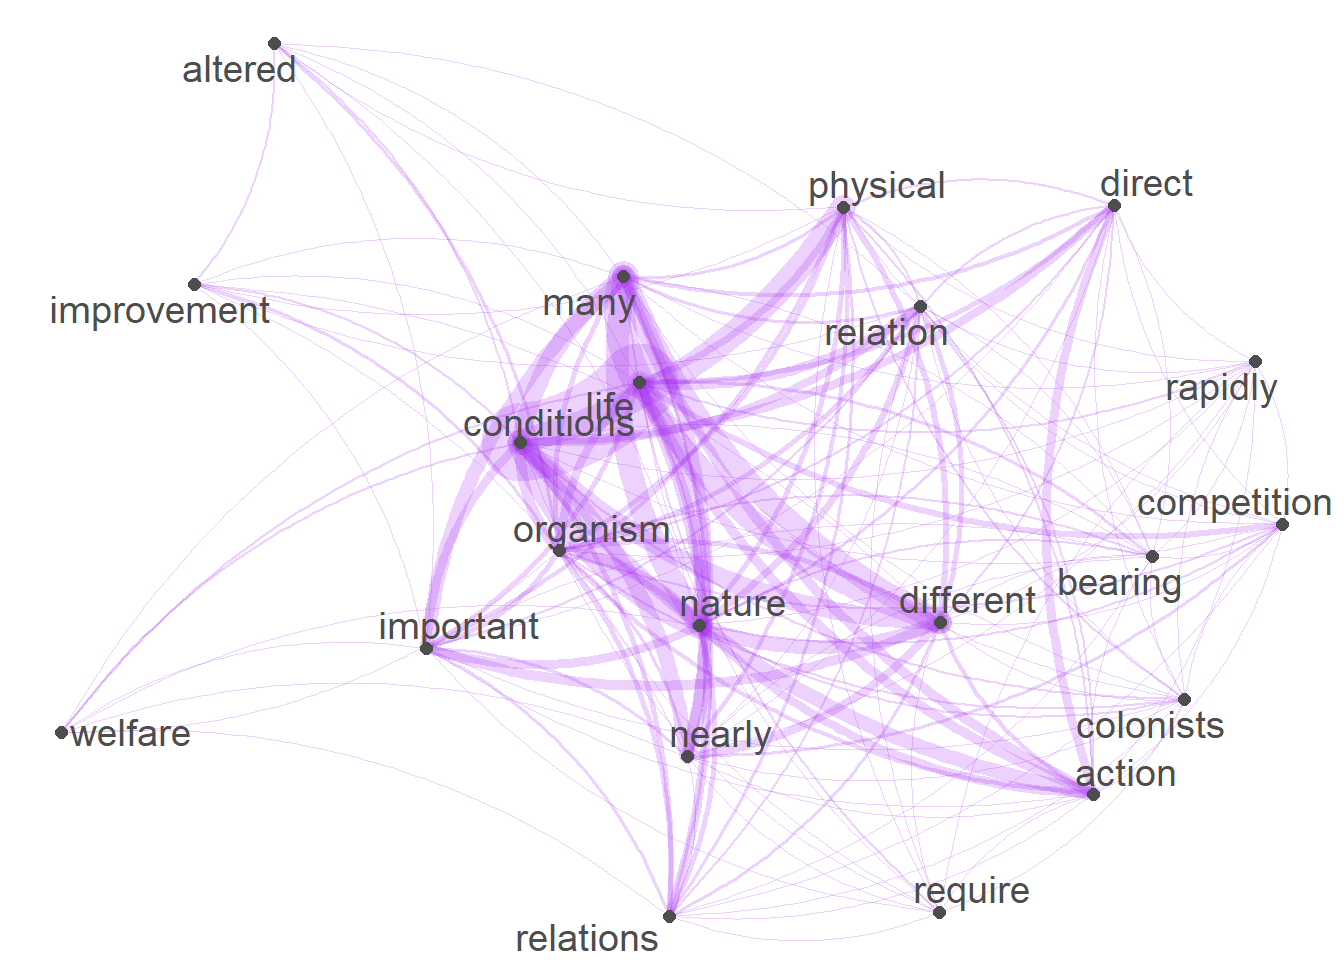 altered
physical
direct
improvement
many
relation
rapidly
life
conditions
competition
organism
bearing
nature
different
important
colonists
welfare
nearly
action
require
relations